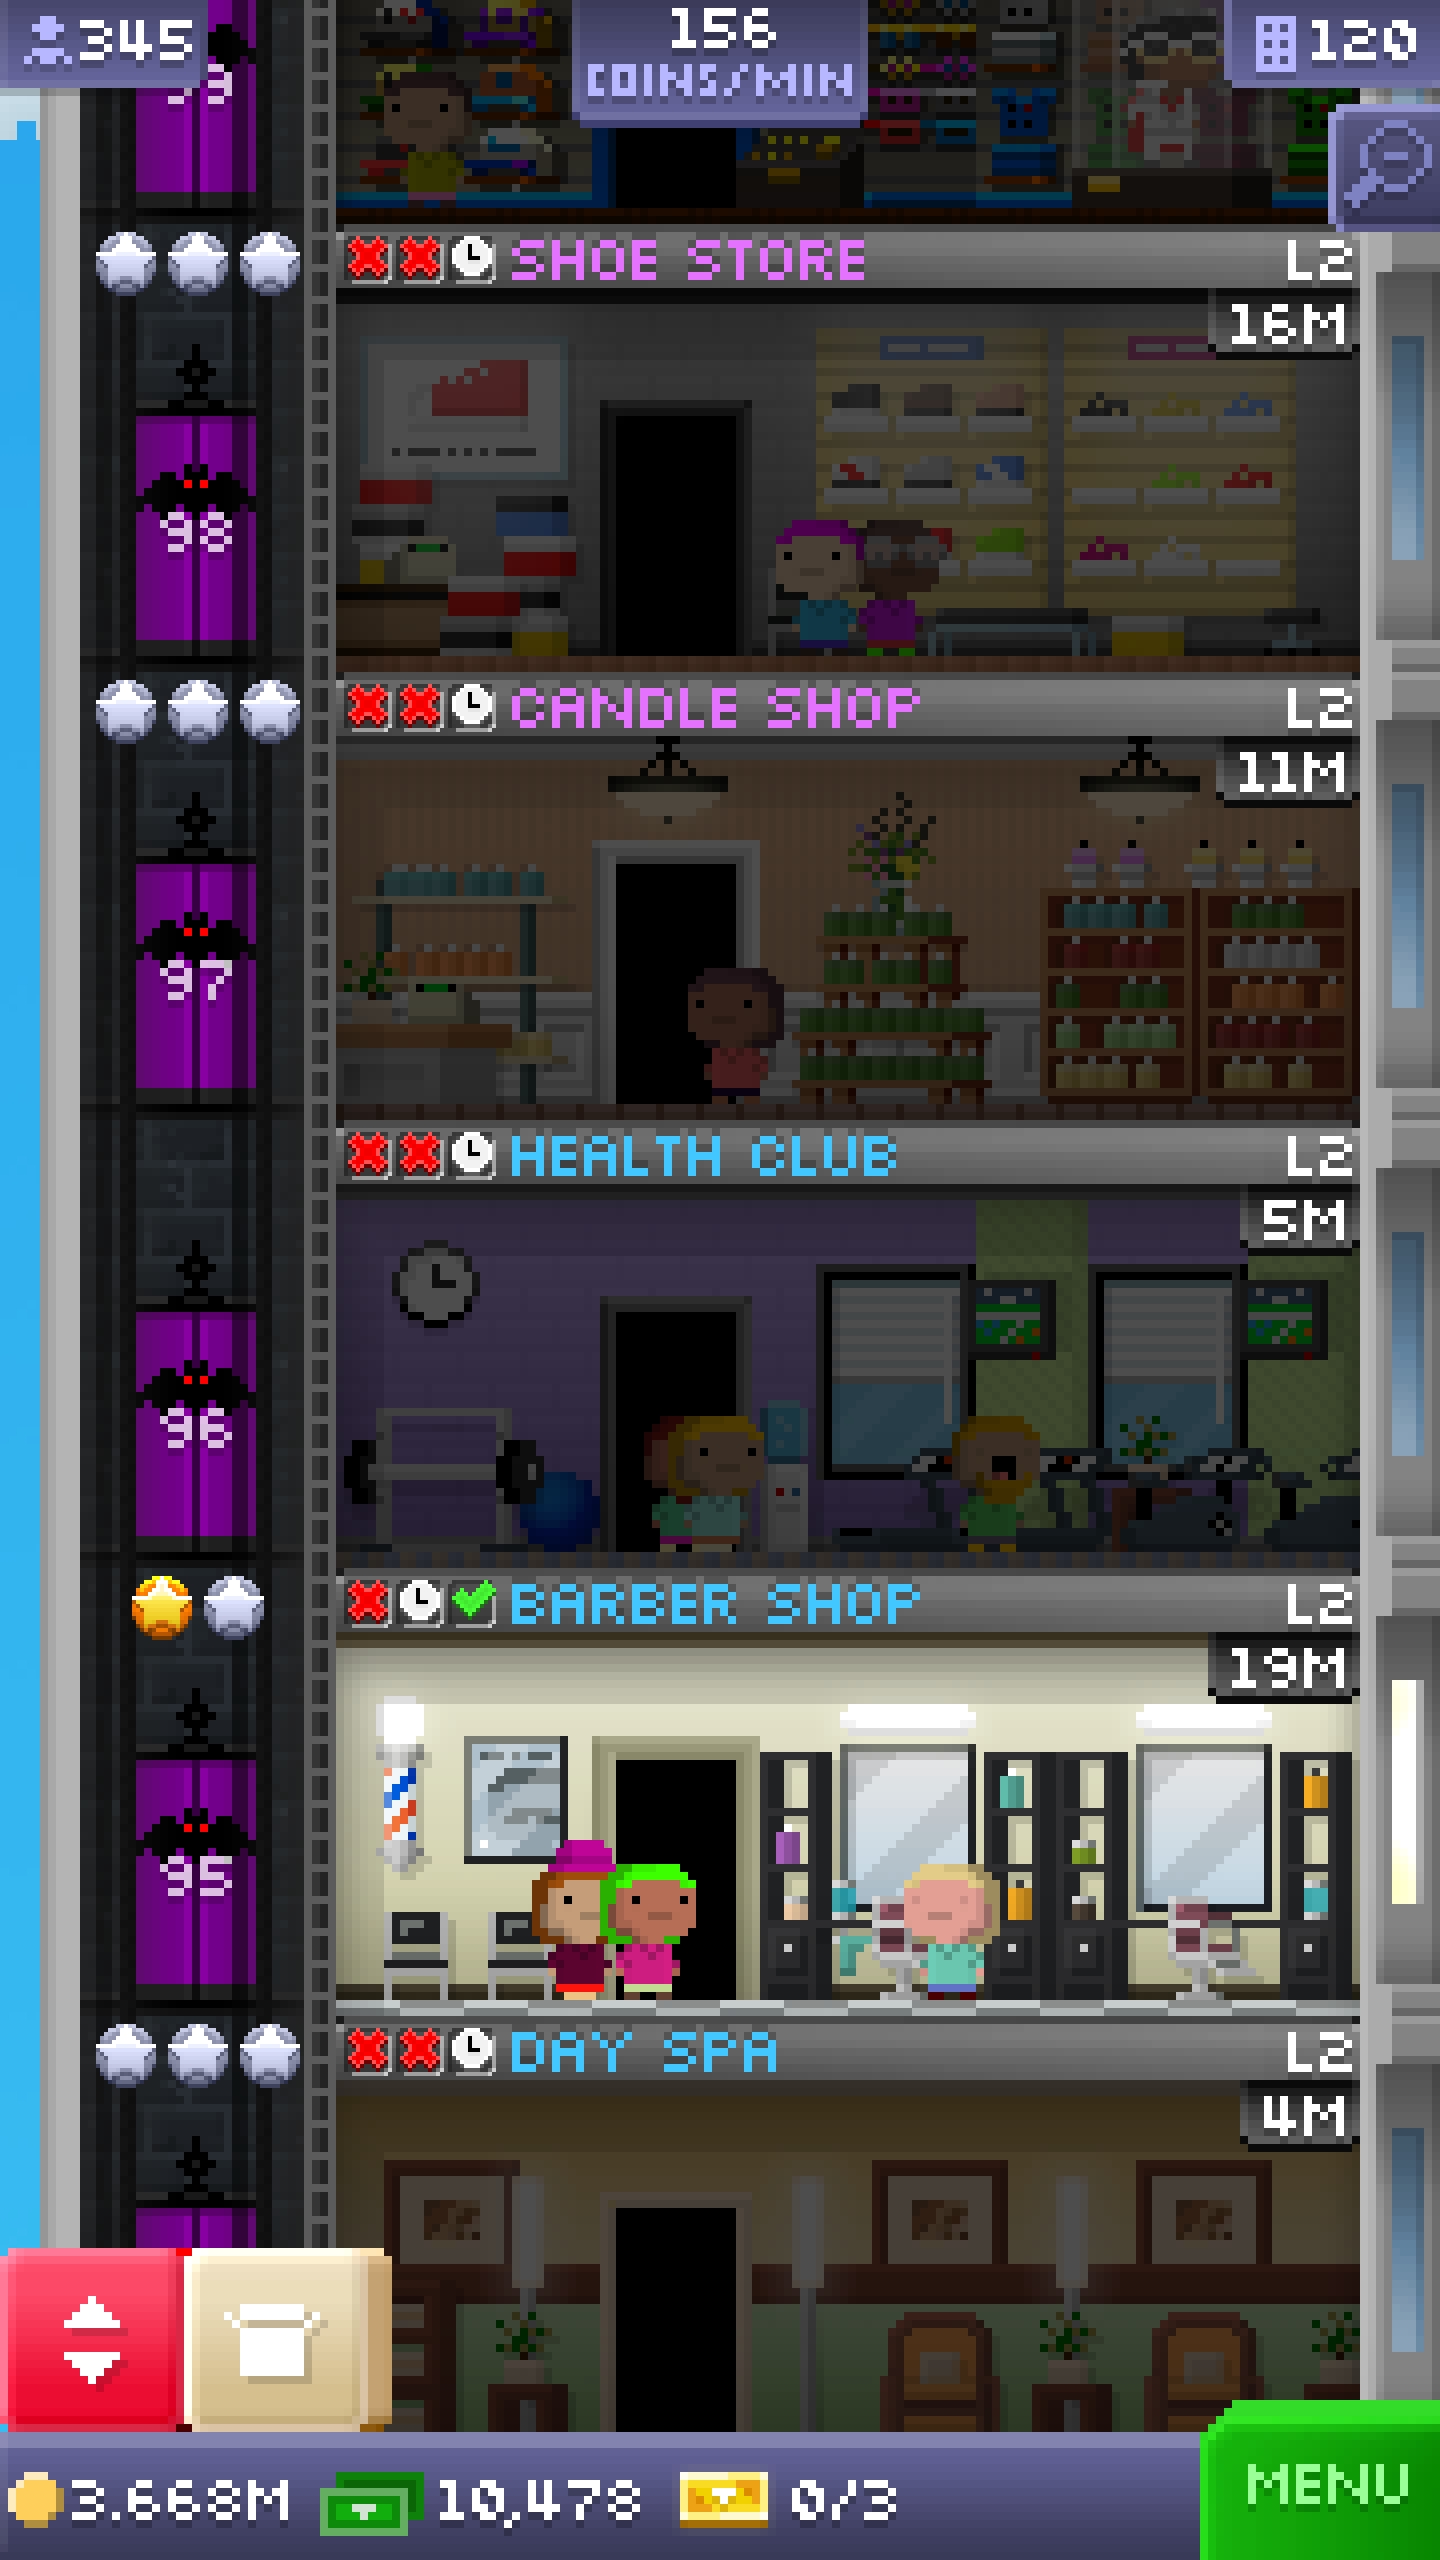 345
156
COINS/MIN
120
SHOE STORE L2
16M
98
CANDLE SHOP L2
11M
97
HEALTH CLUB L2
5M
96
BARBER SHOP L2
19M
95
DAY SPA L2
4M
3.668M 10,478 0/3
MENU